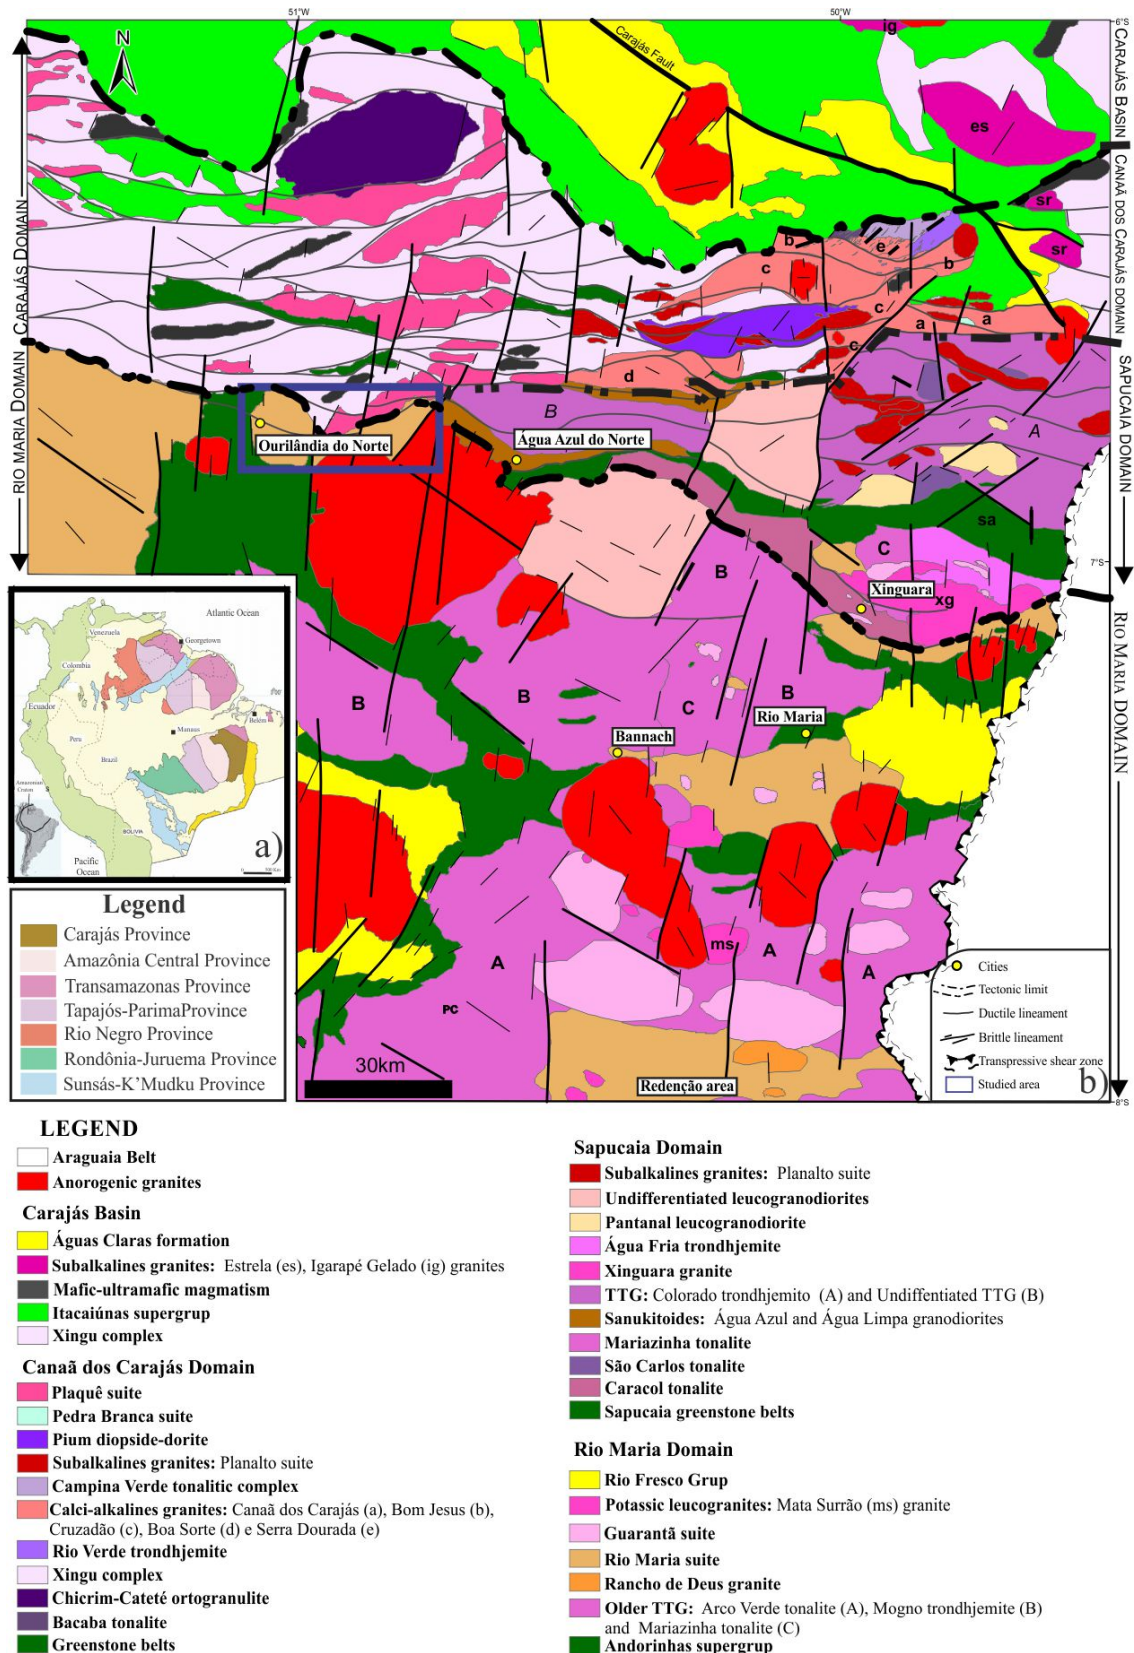 51°W
50°W
6°S
ig
N
Carajás Fault
CARAJÁS BASIN
es
CANAÃ DOS CARAJÁS DOMAIN
CARAJÁS DOMAIN
sr
b
e
sr
c
b
c
a
a
c
d
SAPUCAIA DOMAIN
RIO MARIA DOMAIN
B
A
Ourilândia do Norte
Água Azul do Norte
sa
C
7°S
B
Xinguara
xg
RIO MARIA DOMAIN
B
B
B
C
Rio Maria
Bannach
ms
A
A
A
PC
30km
Redenção area
8°S
Atlantic Ocean
Venezuela
Georgetown
Colombia
Ecuador
Belém
Manaus
Peru
Brazil
Amazonian
Craton
BOLIVIA
Pacific
Ocean
a)
Legend
Carajás Province
Amazônia Central Province
Transamazonas Province
Tapajós-ParimaProvince
Rio Negro Province
Rondônia-Juruema Province
Sunsás-K'Mudku Province
Cities
Tectonic limit
Ductile lineament
Brittle lineament
Transpressive shear zone
Studied area
b)
LEGEND
Araguaia Belt
Anorogenic granites
Carajás Basin
Águas Claras formation
Subalkalines granites: Estrela (es), Igarapé Gelado (ig) granites
Mafic-ultramafic magmatism
Itacaiúnas supergrup
Xingu complex
Canaã dos Carajás Domain
Plaquê suite
Pedra Branca suite
Pium diopside-dorite
Subalkalines granites: Planalto suite
Campina Verde tonalitic complex
Calci-alkalines granites: Canaã dos Carajás (a), Bom Jesus (b),
Cruzadão (c), Boa Sorte (d) e Serra Dourada (e)
Rio Verde trondhjemite
Xingu complex
Chicrim-Cateté ortogranulite
Bacaba tonalite
Greenstone belts
Sapucaia Domain
Subalkalines granites: Planalto suite
Undifferentiated leucogranodiorites
Pantanal leucogranodiorite
Água Fria trondhjemite
Xinguara granite
TTG: Colorado trondhjemito (A) and Undiffentiated TTG (B)
Sanukitoides: Água Azul and Água Limpa granodiorites
Mariazinha tonalite
São Carlos tonalite
Caracol tonalite
Sapucaia greenstone belts
Rio Maria Domain
Rio Fresco Grup
Potassic leucogranites: Mata Surrão (ms) granite
Guarantã suite
Rio Maria suite
Rancho de Deus granite
Older TTG: Arco Verde tonalite (A), Mogno trondhjemite (B)
and Mariazinha tonalite (C)
Andorinhas supergrup